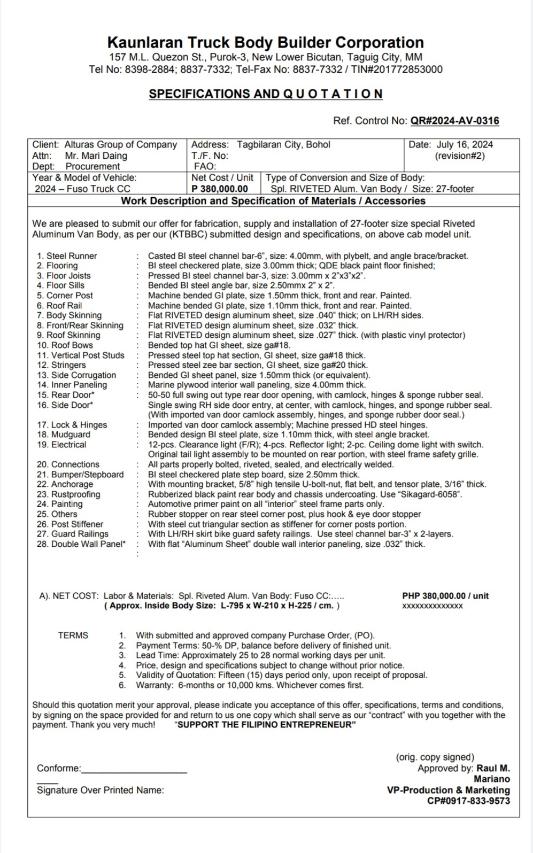 Kaunlaran Truck Body Builder Corporation
157 M.L. Quezon St., Purok-3, New Lower Bicutan, Taguig City, MM
Tel No: 8398-2884; 8837-7332; Tel-Fax No: 8837-7332 / TIN#201772853000
SPECIFICATIONS AND Q U O T A T I O N
Ref. Control No: QR#2024-AV-0316
Client: Alturas Group of Company Address: Tagbilaran City, Bohol Date: July 16, 2024
Attn: Mr. Mari Daing T./F. No: (revision#2)
Dept: Procurement FAO:
Year & Model of Vehicle: Net Cost / Unit Type of Conversion and Size of Body:
2024 – Fuso Truck CC P 380,000.00 Spl. RIVETED Alum. Van Body / Size: 27-footer
Work Description and Specification of Materials / Accessories
We are pleased to submit our offer for fabrication, supply and installation of 27-footer size special Riveted
Aluminum Van Body, as per our (KTBBC) submitted design and specifications, on above cab model unit.
1. Steel Runner : Casted BI steel channel bar-6", size: 4.00mm, with plybelt, and angle brace/bracket.
2. Flooring : BI steel checkered plate, size 3.00mm thick; QDE black paint floor finished;
3. Floor Joists : Pressed BI steel channel bar-3, size: 3.00mm x 2"x3"x2".
4. Floor Sills : Bended BI steel angle bar, size 2.50mmx 2" x 2".
5. Corner Post : Machine bended GI plate, size 1.50mm thick, front and rear. Painted.
6. Roof Rail : Machine bended GI plate, size 1.10mm thick, front and rear. Painted.
7. Body Skinning : Flat RIVETED design aluminum sheet, size .040" thick; on LH/RH sides.
8. Front/Rear Skinning : Flat RIVETED design aluminum sheet, size .032" thick.
9. Roof Skinning : Flat RIVETED design aluminum sheet, size .027" thick. (with plastic vinyl protector)
10. Roof Bows : Bended top hat GI sheet, size ga#18.
11. Vertical Post Studs : Pressed steel top hat section, GI sheet, size ga#18 thick.
12. Stringers : Pressed steel zee bar section, GI sheet, size ga#20 thick.
13. Side Corrugation : Bended GI sheet panel, size 1.50mm thick (or equivalent).
14. Inner Paneling : Marine plywood interior wall paneling, size 4.00mm thick.
15. Rear Door* : 50-50 full swing out type rear door opening, with camlock, hinges & sponge rubber seal.
16. Side Door* Single swing RH side door entry, at center, with camlock, hinges, and sponge rubber seal.
(With imported van door camlock assembly, hinges, and sponge rubber door seal.)
17. Lock & Hinges : Imported van door camlock assembly; Machine pressed HD steel hinges.
18. Mudguard : Bended design BI steel plate, size 1.10mm thick, with steel angle bracket.
19. Electrical : 12-pcs. Clearance light (F/R); 4-pcs. Reflector light; 2-pc. Ceiling dome light with switch.
Original tail light assembly to be mounted on rear portion, with steel frame safety grille.
20. Connections : All parts properly bolted, riveted, sealed, and electrically welded.
21. Bumper/Stepboard : BI steel checkered plate step board, size 2.50mm thick.
22. Anchorage : With mounting bracket, 5/8" high tensile U-bolt-nut, flat belt, and tensor plate, 3/16" thick.
23. Rustproofing : Rubberized black paint rear body and chassis undercoating. Use "Sikagard-6058".
24. Painting : Automotive primer paint on all "interior" steel frame parts only.
25. Others : Rubber stopper on rear steel corner post, plus hook & eye door stopper
26. Post Stiffener : With steel cut triangular section as stiffener for corner posts portion.
27. Guard Railings : With LH/RH skirt bike guard safety railings. Use steel channel bar-3" x 2-layers.
28. Double Wall Panel* : With flat "Aluminum Sheet" double wall interior paneling, size .032" thick.
:
A). NET COST: Labor & Materials: Spl. Riveted Alum. Van Body: Fuso CC:….. PHP 380,000.00 / unit
( Approx. Inside Body Size: L-795 x W-210 x H-225 / cm. ) xxxxxxxxxxxxxx
TERMS 1. With submitted and approved company Purchase Order, (PO).
2. Payment Terms: 50-% DP, balance before delivery of finished unit.
3. Lead Time: Approximately 25 to 28 normal working days per unit.
4. Price, design and specifications subject to change without prior notice.
5. Validity of Quotation: Fifteen (15) days period only, upon receipt of proposal.
6. Warranty: 6-months or 10,000 kms. Whichever comes first.
Should this quotation merit your approval, please indicate you acceptance of this offer, specifications, terms and conditions,
by signing on the space provided for and return to us one copy which shall serve as our "contract" with you together with the
payment. Thank you very much! "SUPPORT THE FILIPINO ENTREPRENEUR"
(orig. copy signed)
Conforme:_____________________ Approved by: Raul M.
____ Mariano
Signature Over Printed Name: VP-Production & Marketing
CP#0917-833-9573